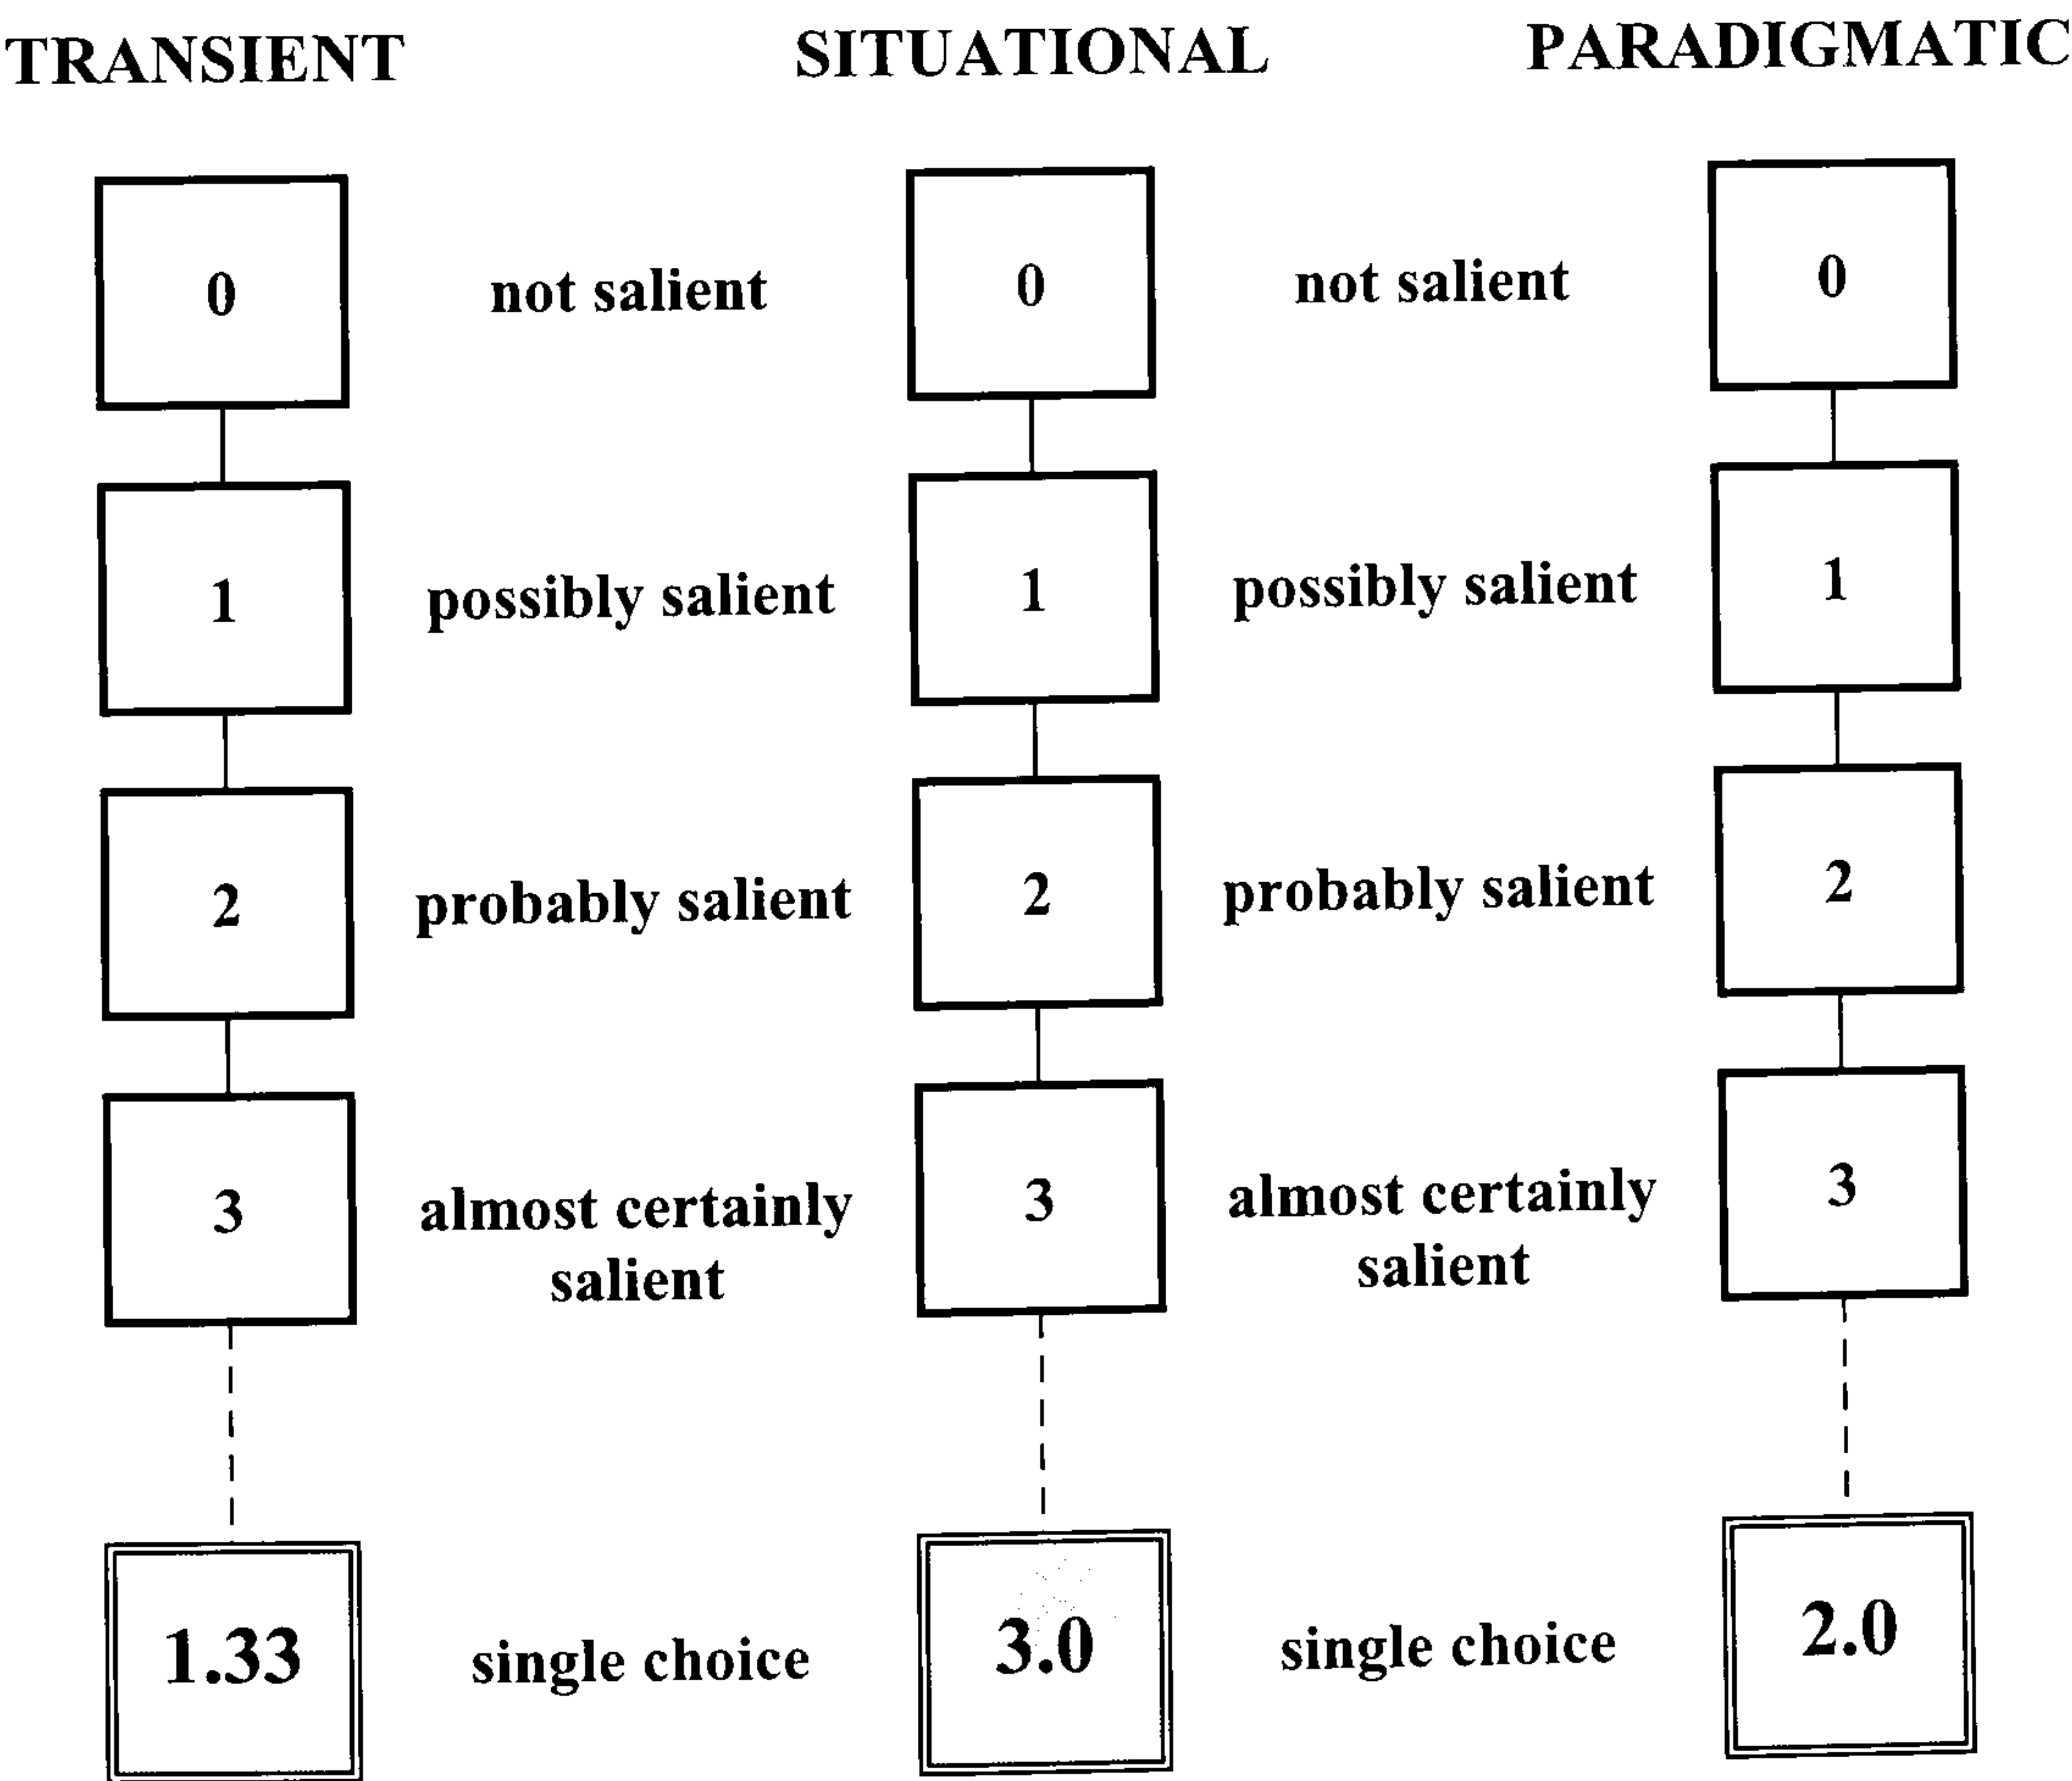 TRANSIENT SITUATIONAL PARADIGMATIC
0 not salient 0 not salient 0
1 possibly salient 1 possibly salient 1
2 probably salient 2 probably salient 2
3 almost certainly 3 almost certainly 3
salient salient
1.33 single choice 3.0 single choice 2.0